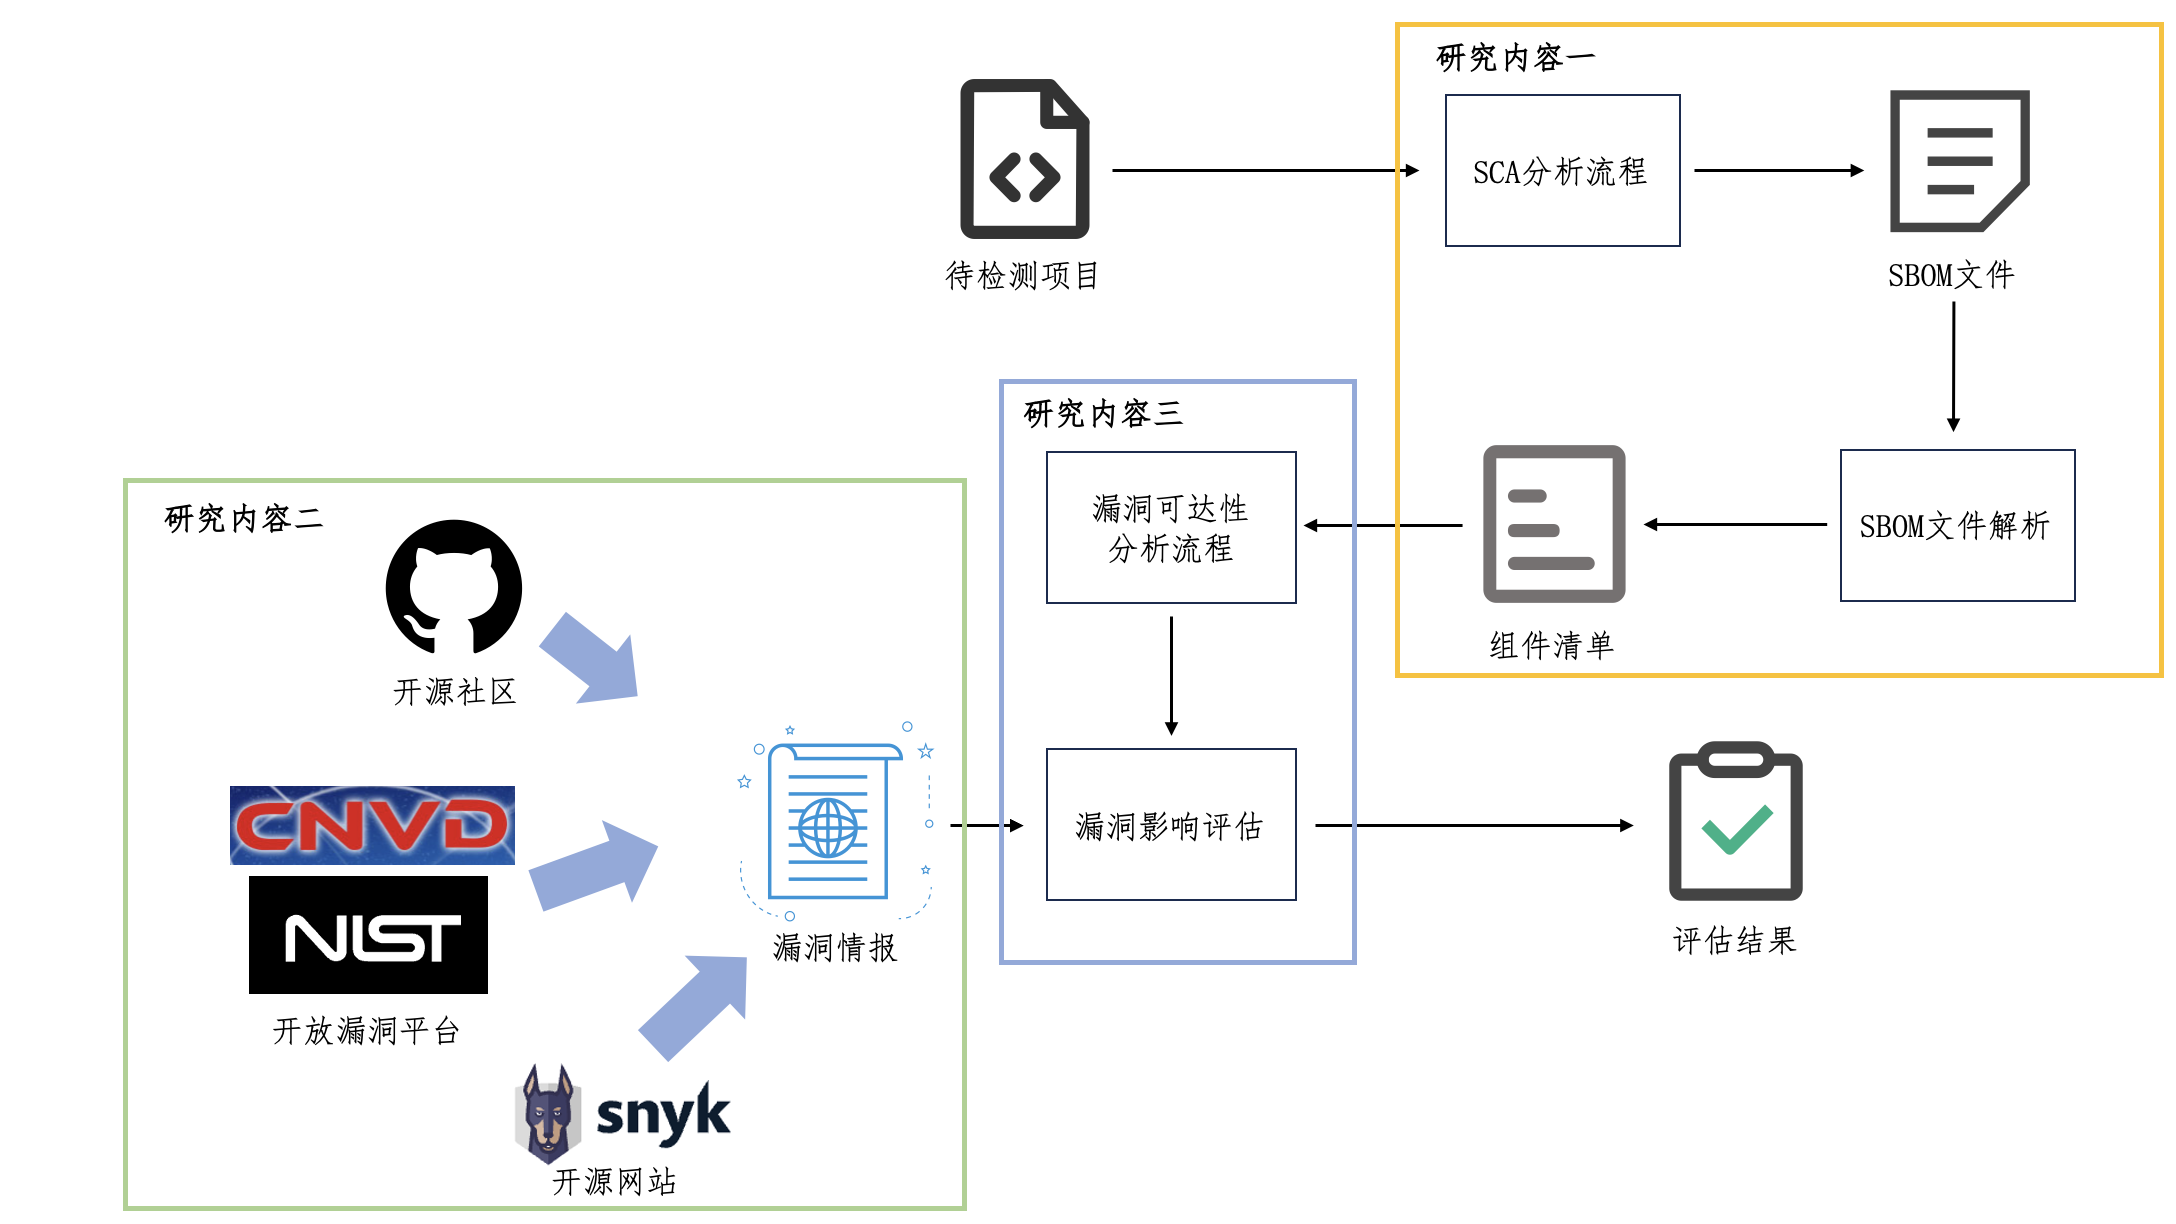 研究内容一
SCA分析流程
SBOM文件
待检测项目
研究内容三
漏洞可达性
分析流程
SBOM文件解析
组件清单
研究内容二
开源社区
CNVD
NIST
开放漏洞平台
漏洞情报
漏洞影响评估
评估结果
snyk
开源网站